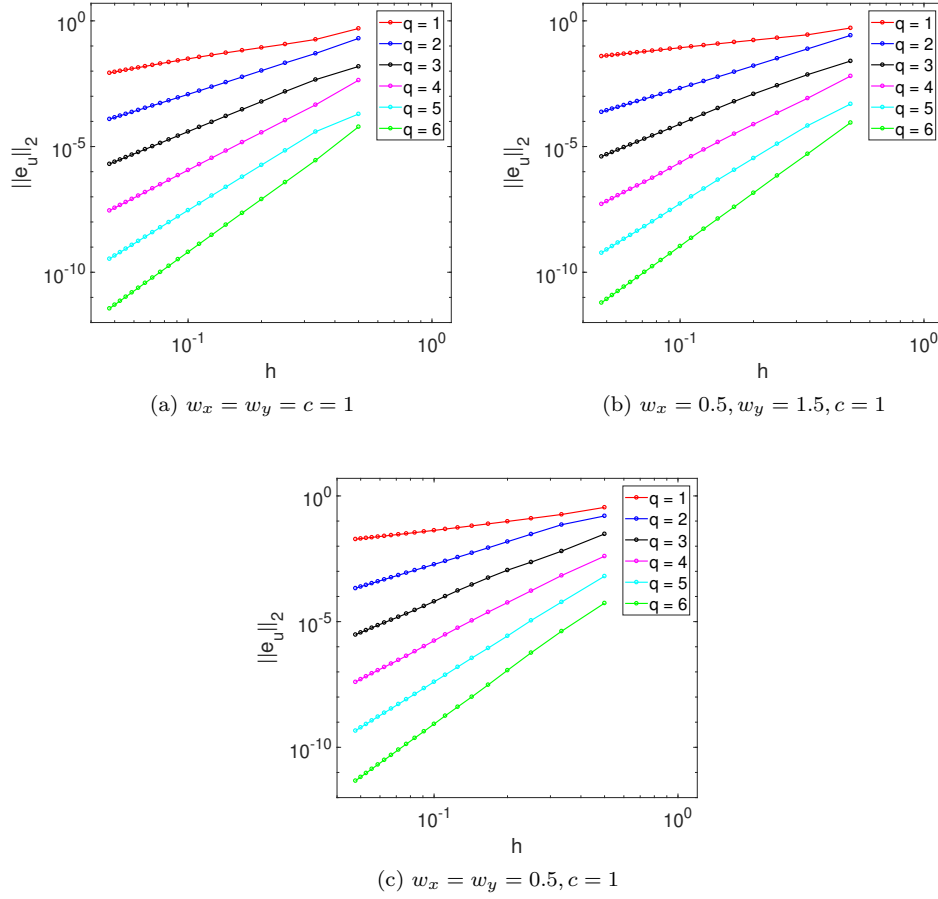 10^0
10^-5
10^-10
||e_u||_2
10^-1
10^0
h
q = 1
q = 2
q = 3
q = 4
q = 5
q = 6
(a) w_x = w_y = c = 1
10^0
10^-5
10^-10
||e_u||_2
10^-1
10^0
h
q = 1
q = 2
q = 3
q = 4
q = 5
q = 6
(b) w_x = 0.5, w_y = 1.5, c = 1
10^0
10^-5
10^-10
||e_u||_2
10^-1
10^0
h
q = 1
q = 2
q = 3
q = 4
q = 5
q = 6
(c) w_x = w_y = 0.5, c = 1